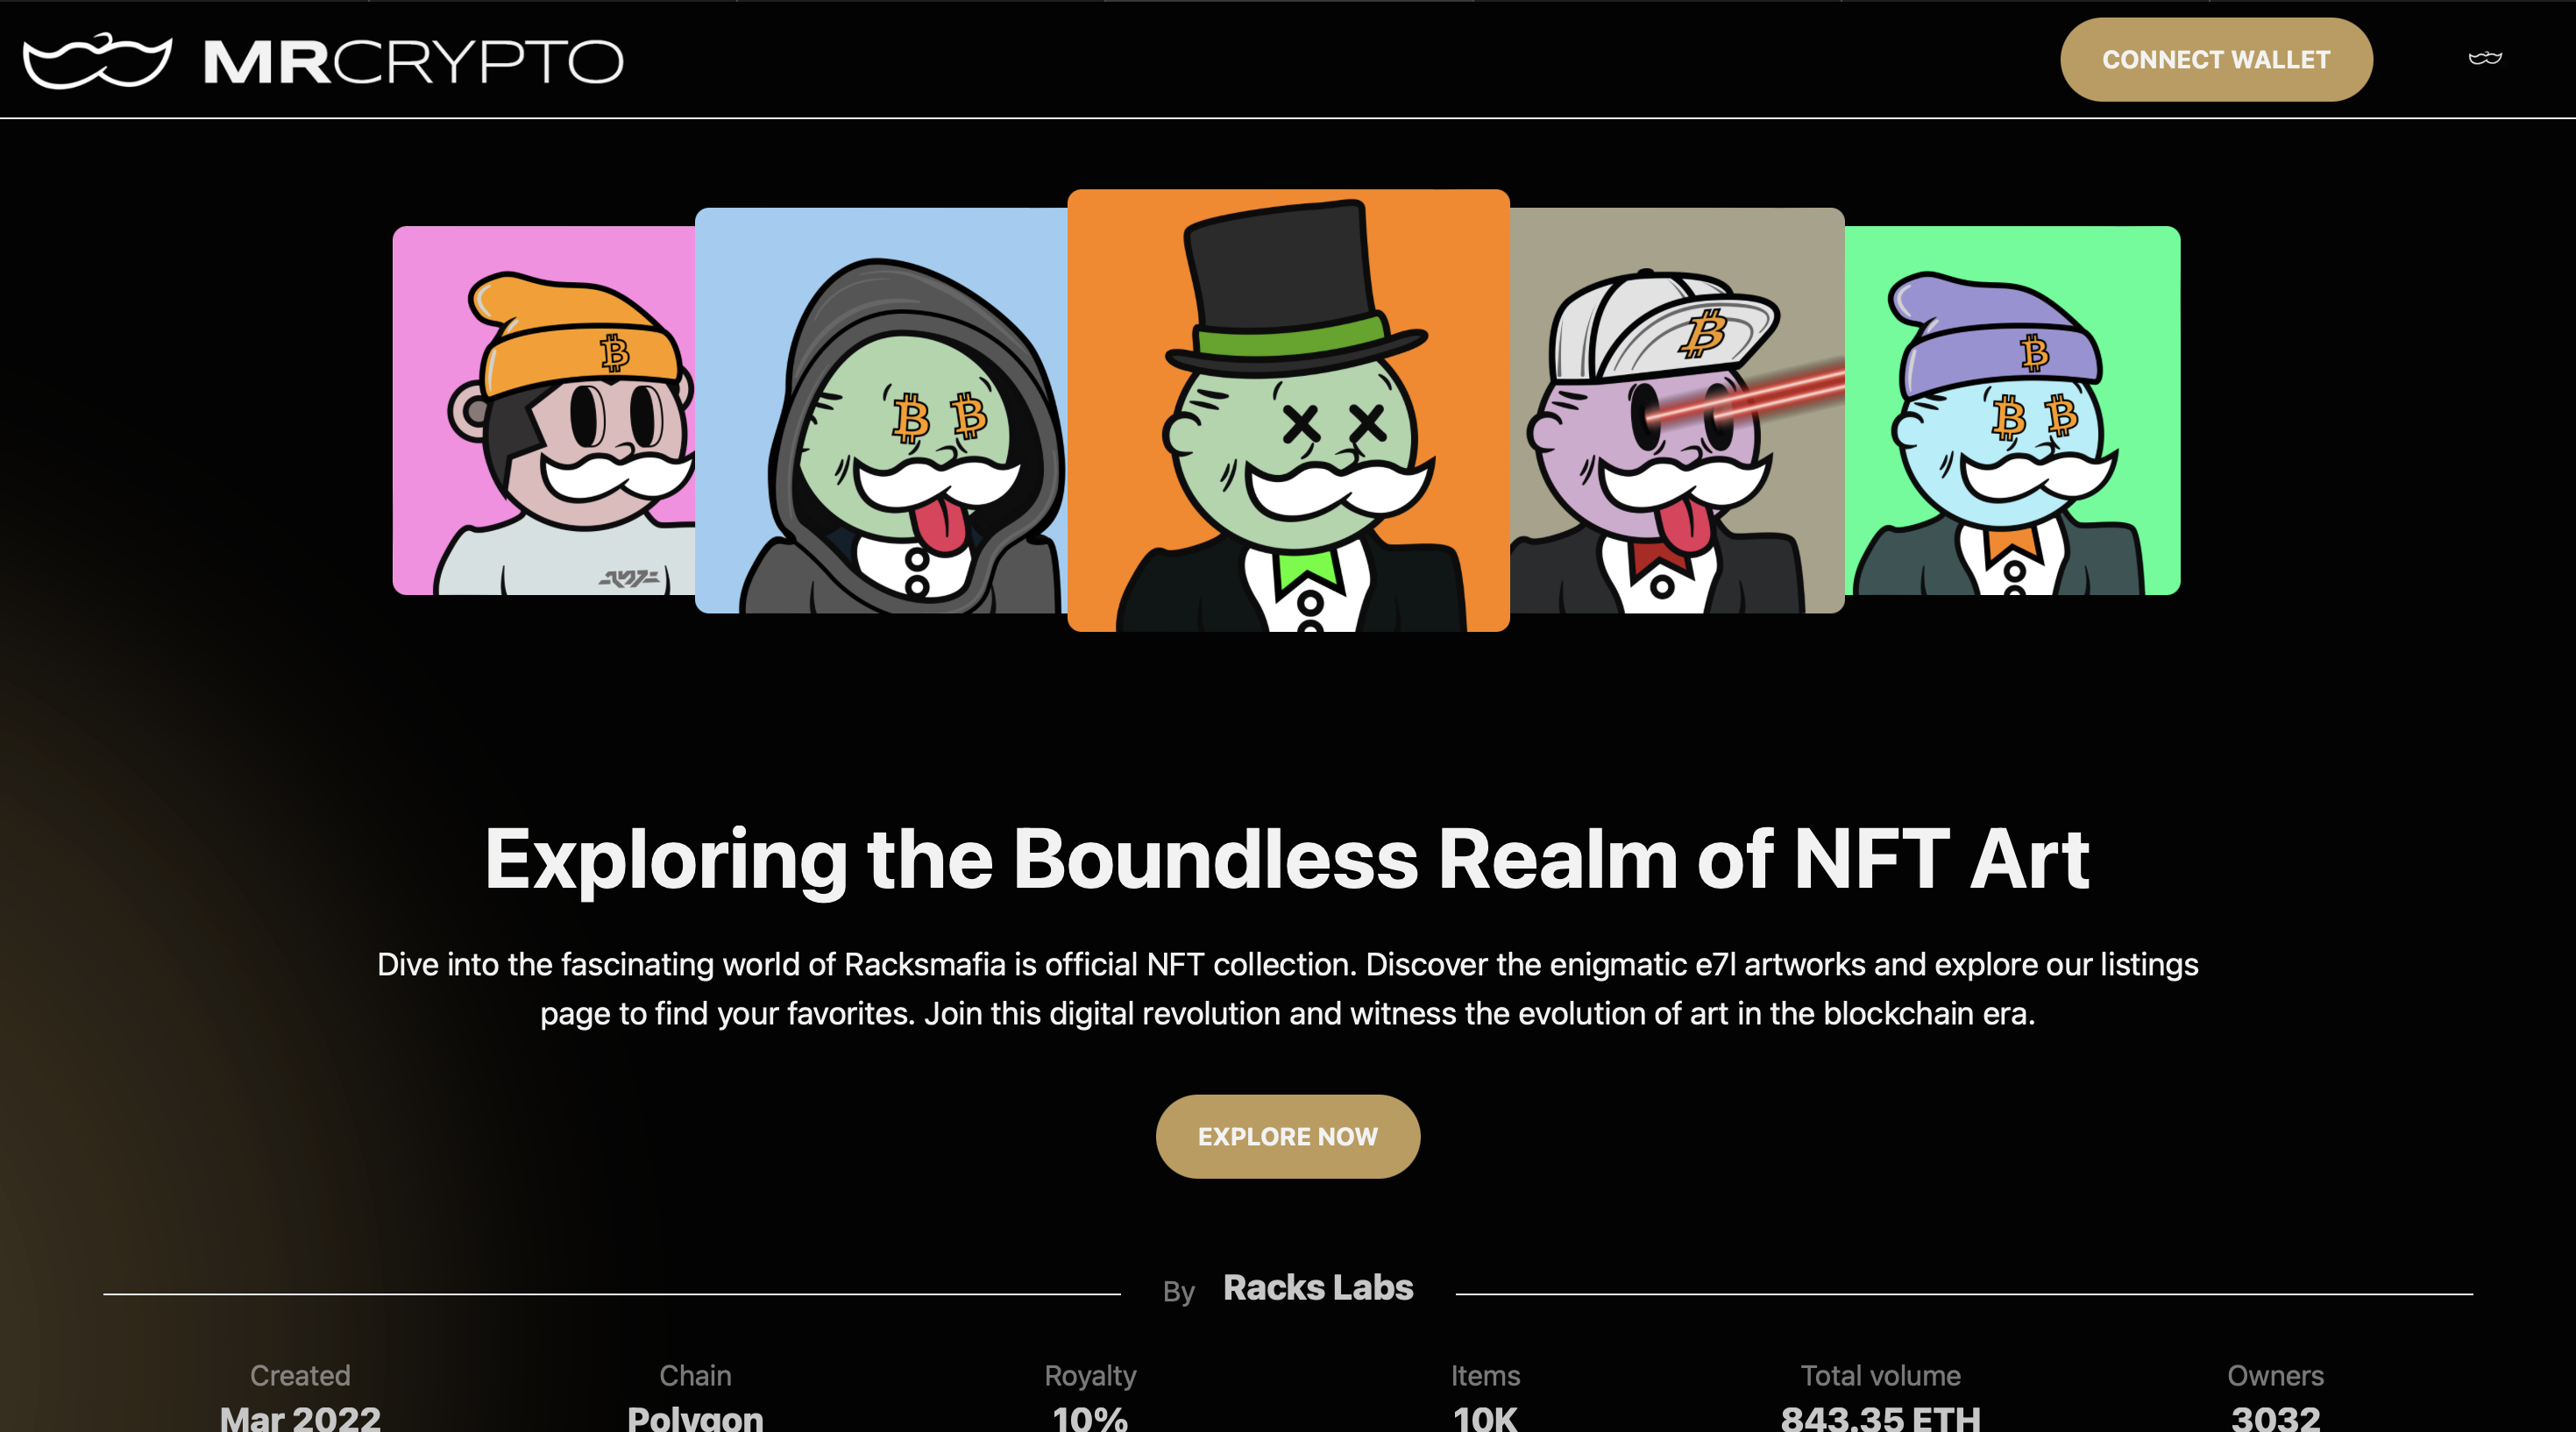 MRCRYPTO
CONNECT WALLET
Exploring the Boundless Realm of NFT Art
Dive into the fascinating world of Racksmafia is official NFT collection. Discover the enigmatic e7l artworks and explore our listings
page to find your favorites. Join this digital revolution and witness the evolution of art in the blockchain era.
EXPLORE NOW
By Racks Labs
Created Chain Royalty Items Total volume Owners
Mar 2022 Polygon 10% 10K 843.35 ETH 3032